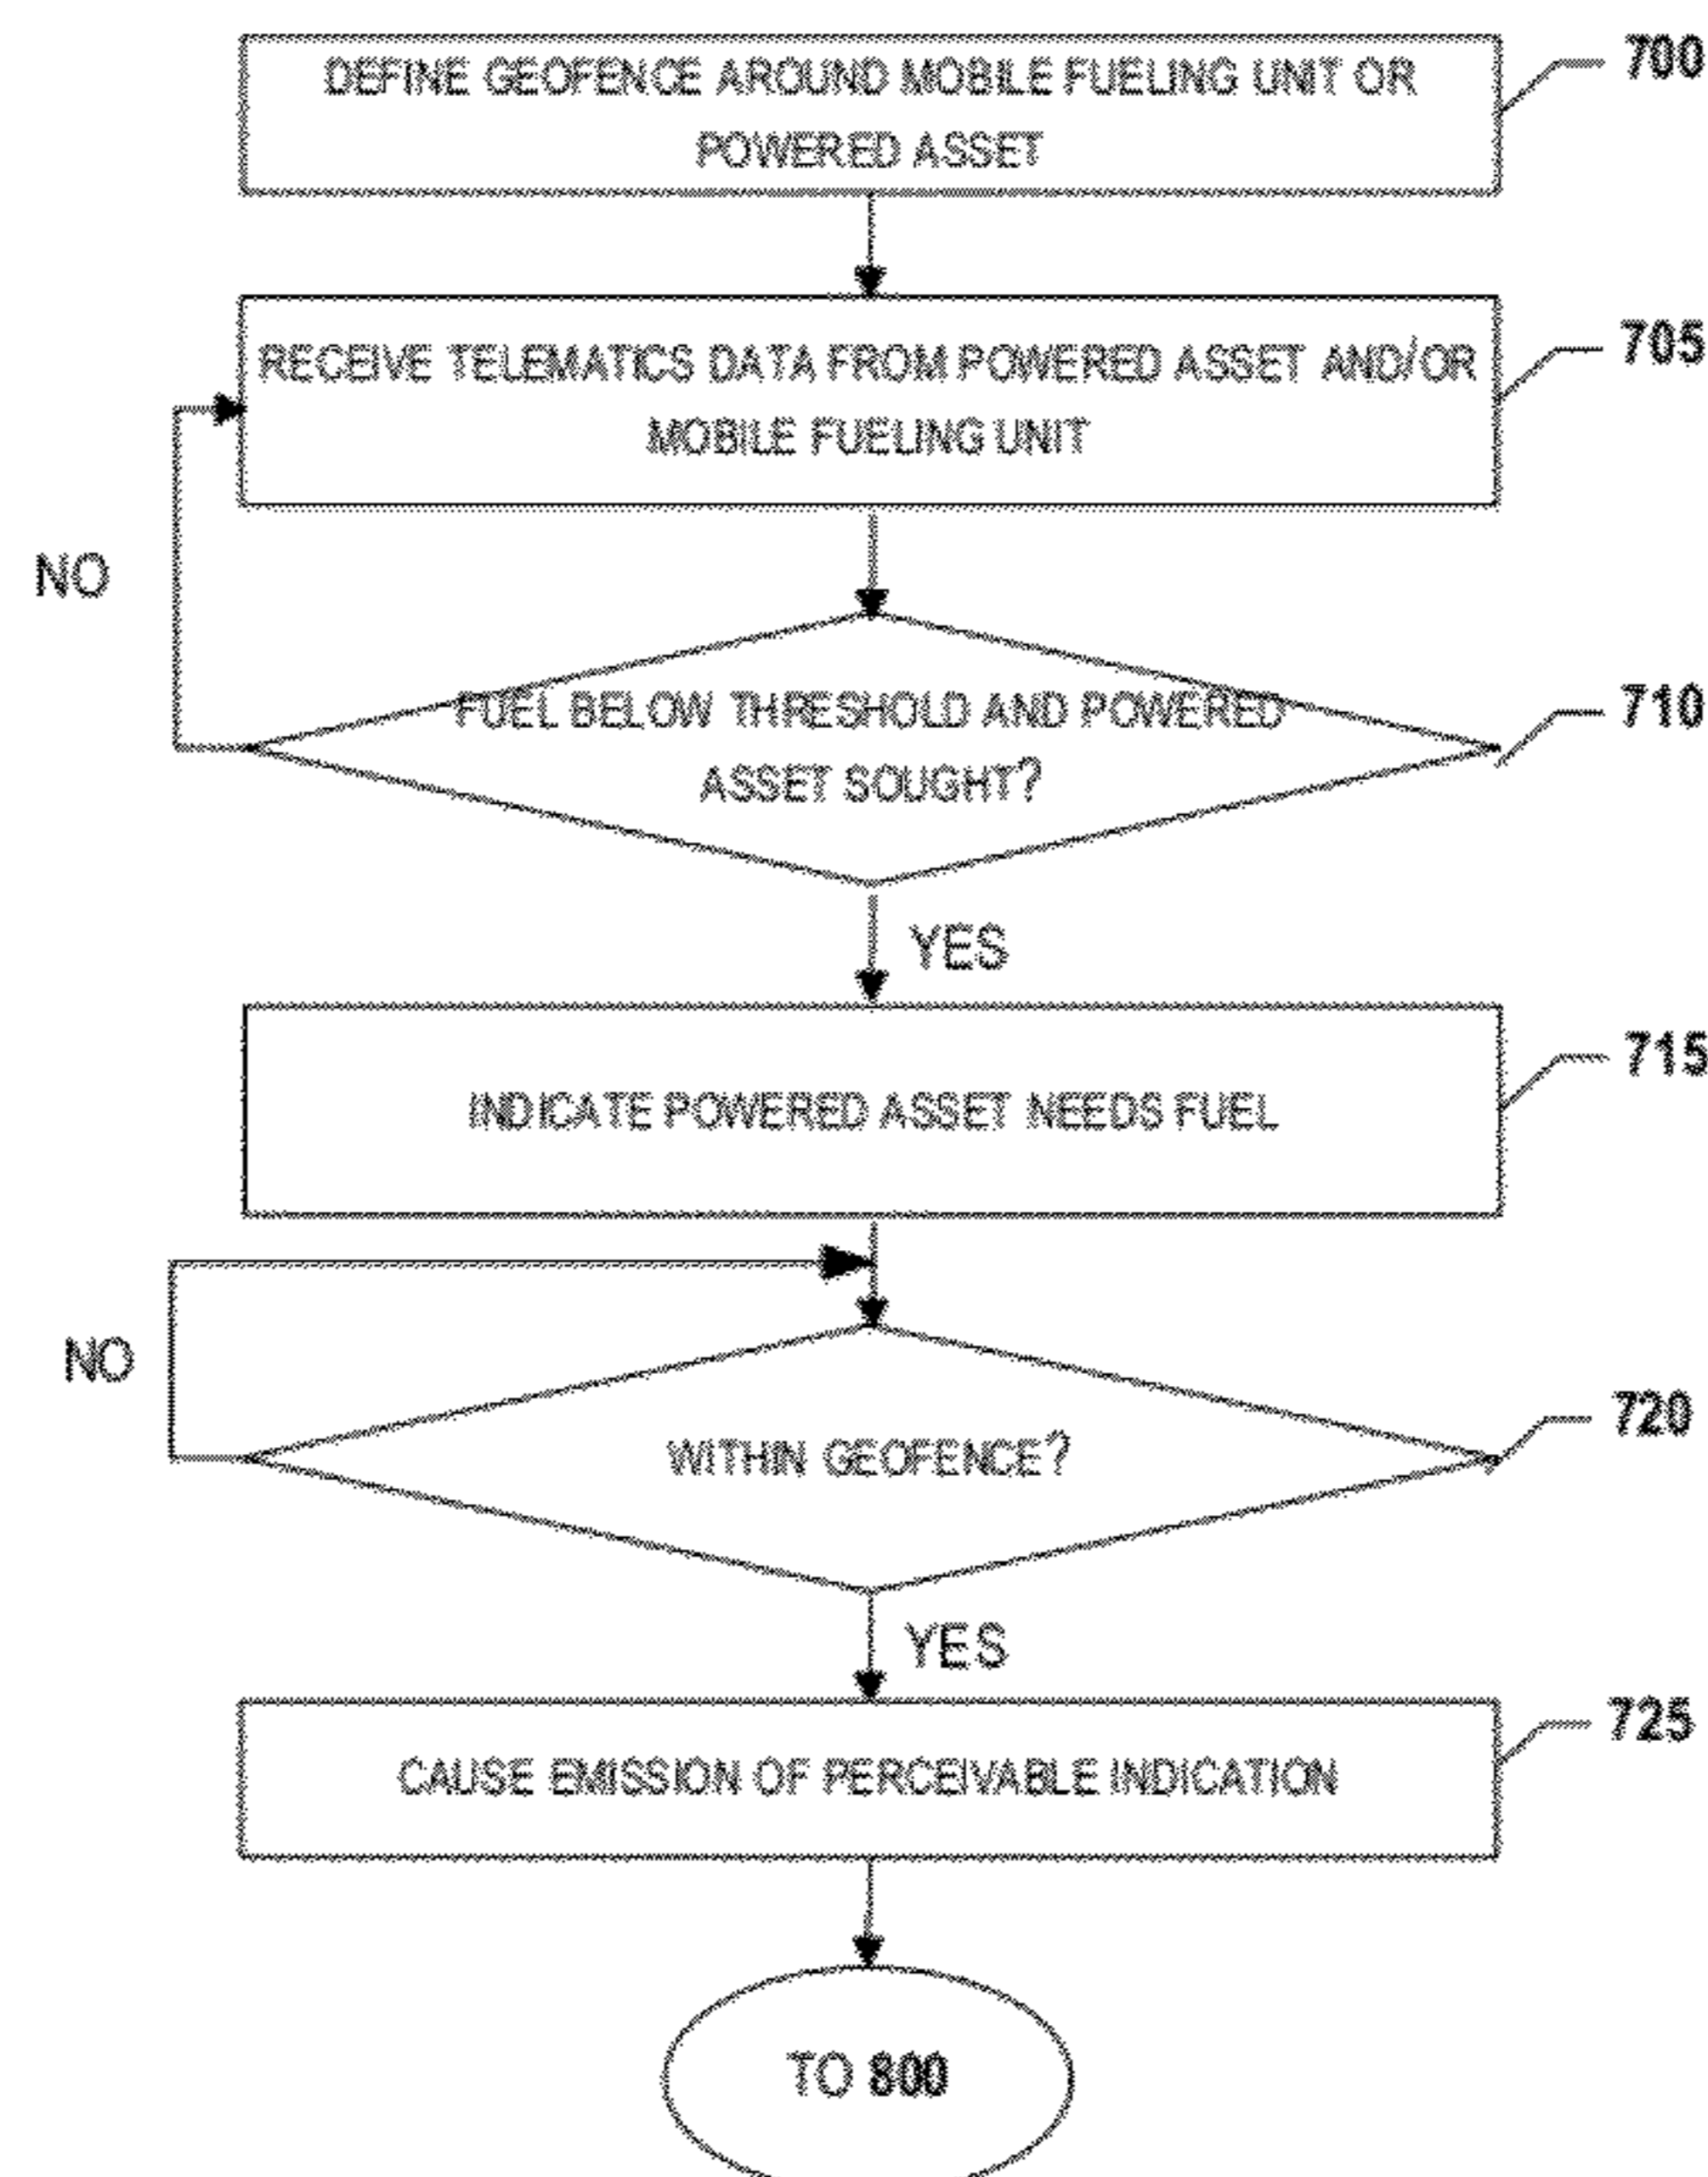 DEFINE GEOFENCE AROUND MOBILE FUELING UNIT OR
POWERED ASSET
700
RECEIVE TELEMATICS DATA FROM POWERED ASSET AND/OR
MOBILE FUELING UNIT
705
NO
FUEL BELOW THRESHOLD AND POWERED
ASSET SOUGHT?
710
YES
INDICATE POWERED ASSET NEEDS FUEL
715
NO
WITHIN GEOFENCE?
720
YES
CAUSE EMISSION OF PERCEIVABLE INDICATION
725
TO 800